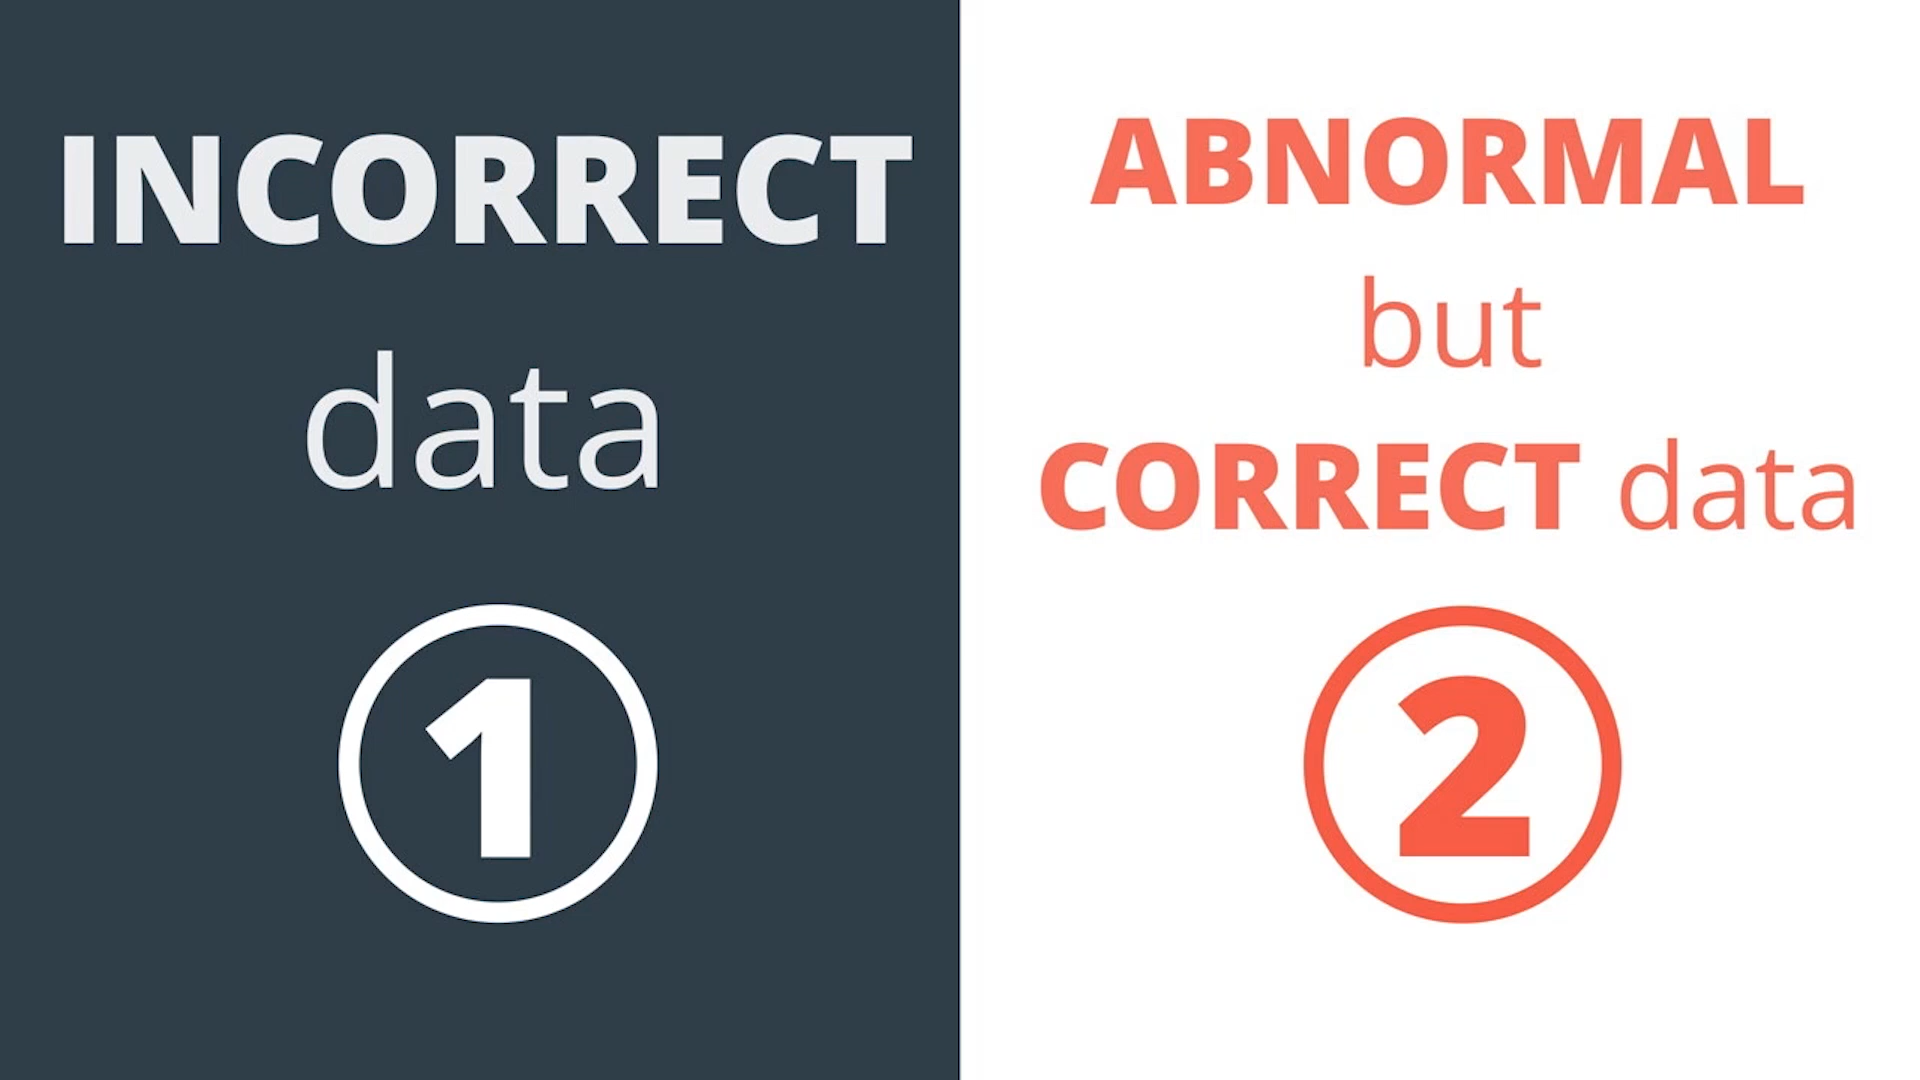 INCORRECT
data
1
ABNORMAL
but
CORRECT data
2